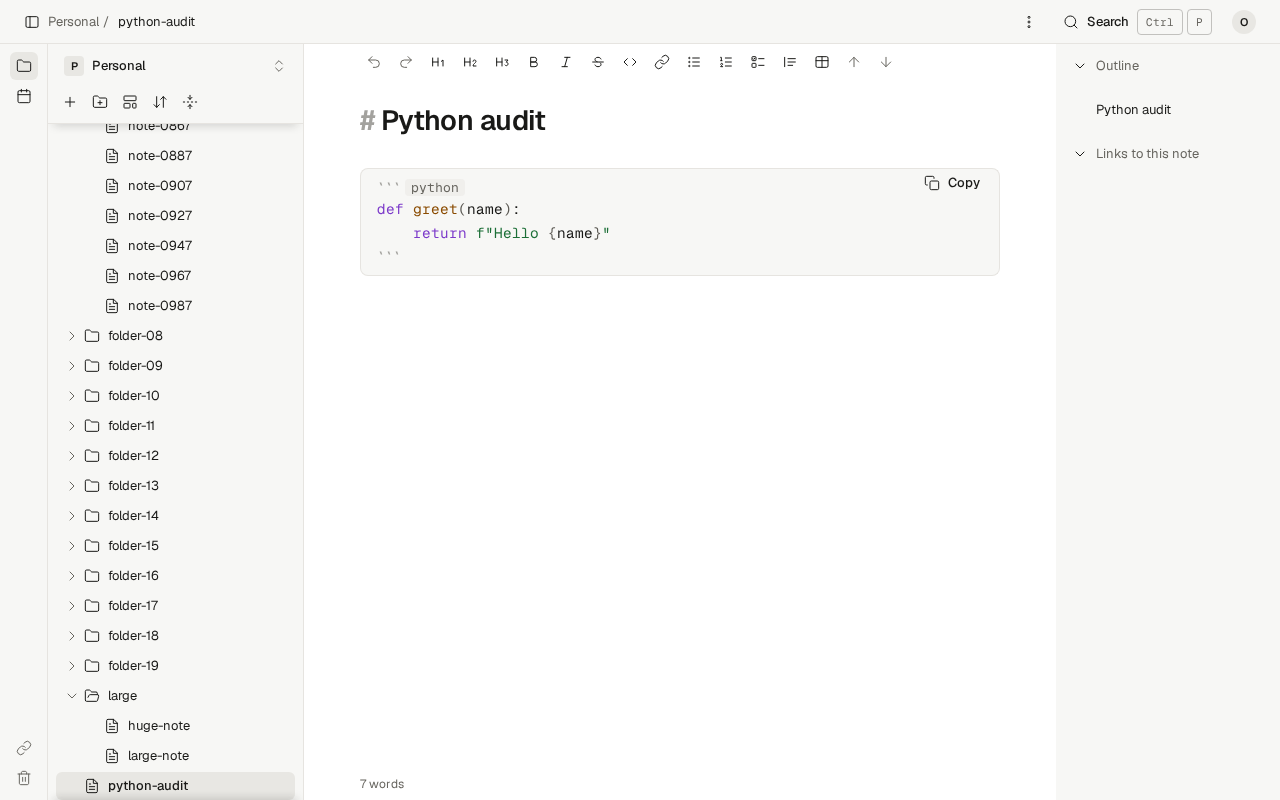 Personal / python-audit
Search Ctrl P O
P Personal
note-0867
note-0887
note-0907
note-0927
note-0947
note-0967
note-0987
folder-08
folder-09
folder-10
folder-11
folder-12
folder-13
folder-14
folder-15
folder-16
folder-17
folder-18
folder-19
large
huge-note
large-note
python-audit
H1 H2 H3 B I S
# Python audit
``` python
Copy
def greet(name):
    return f"Hello {name}"
```
7 words
Outline
Python audit
Links to this note